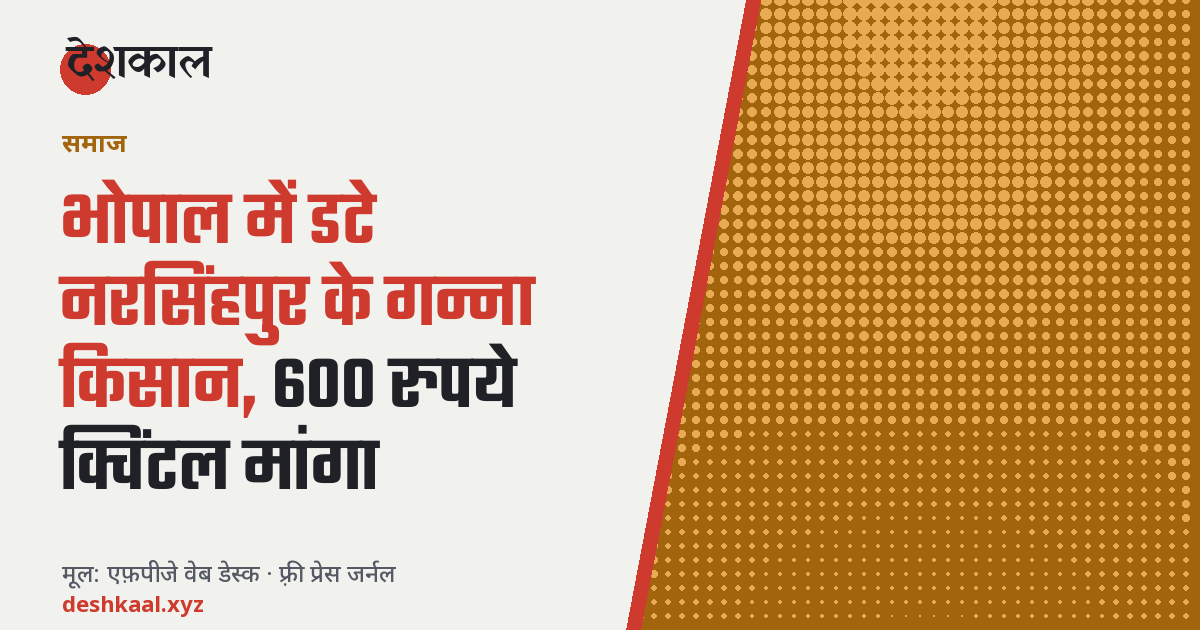 देशकाल
समाज
भोपाल में डटे
नरसिंहपुर के गन्ना
किसान, 600 रुपये
क्विंटल मांगा
मूल: एफ़पीजे वेब डेस्क · फ़्री प्रेस जर्नल
deshkaal.xyz